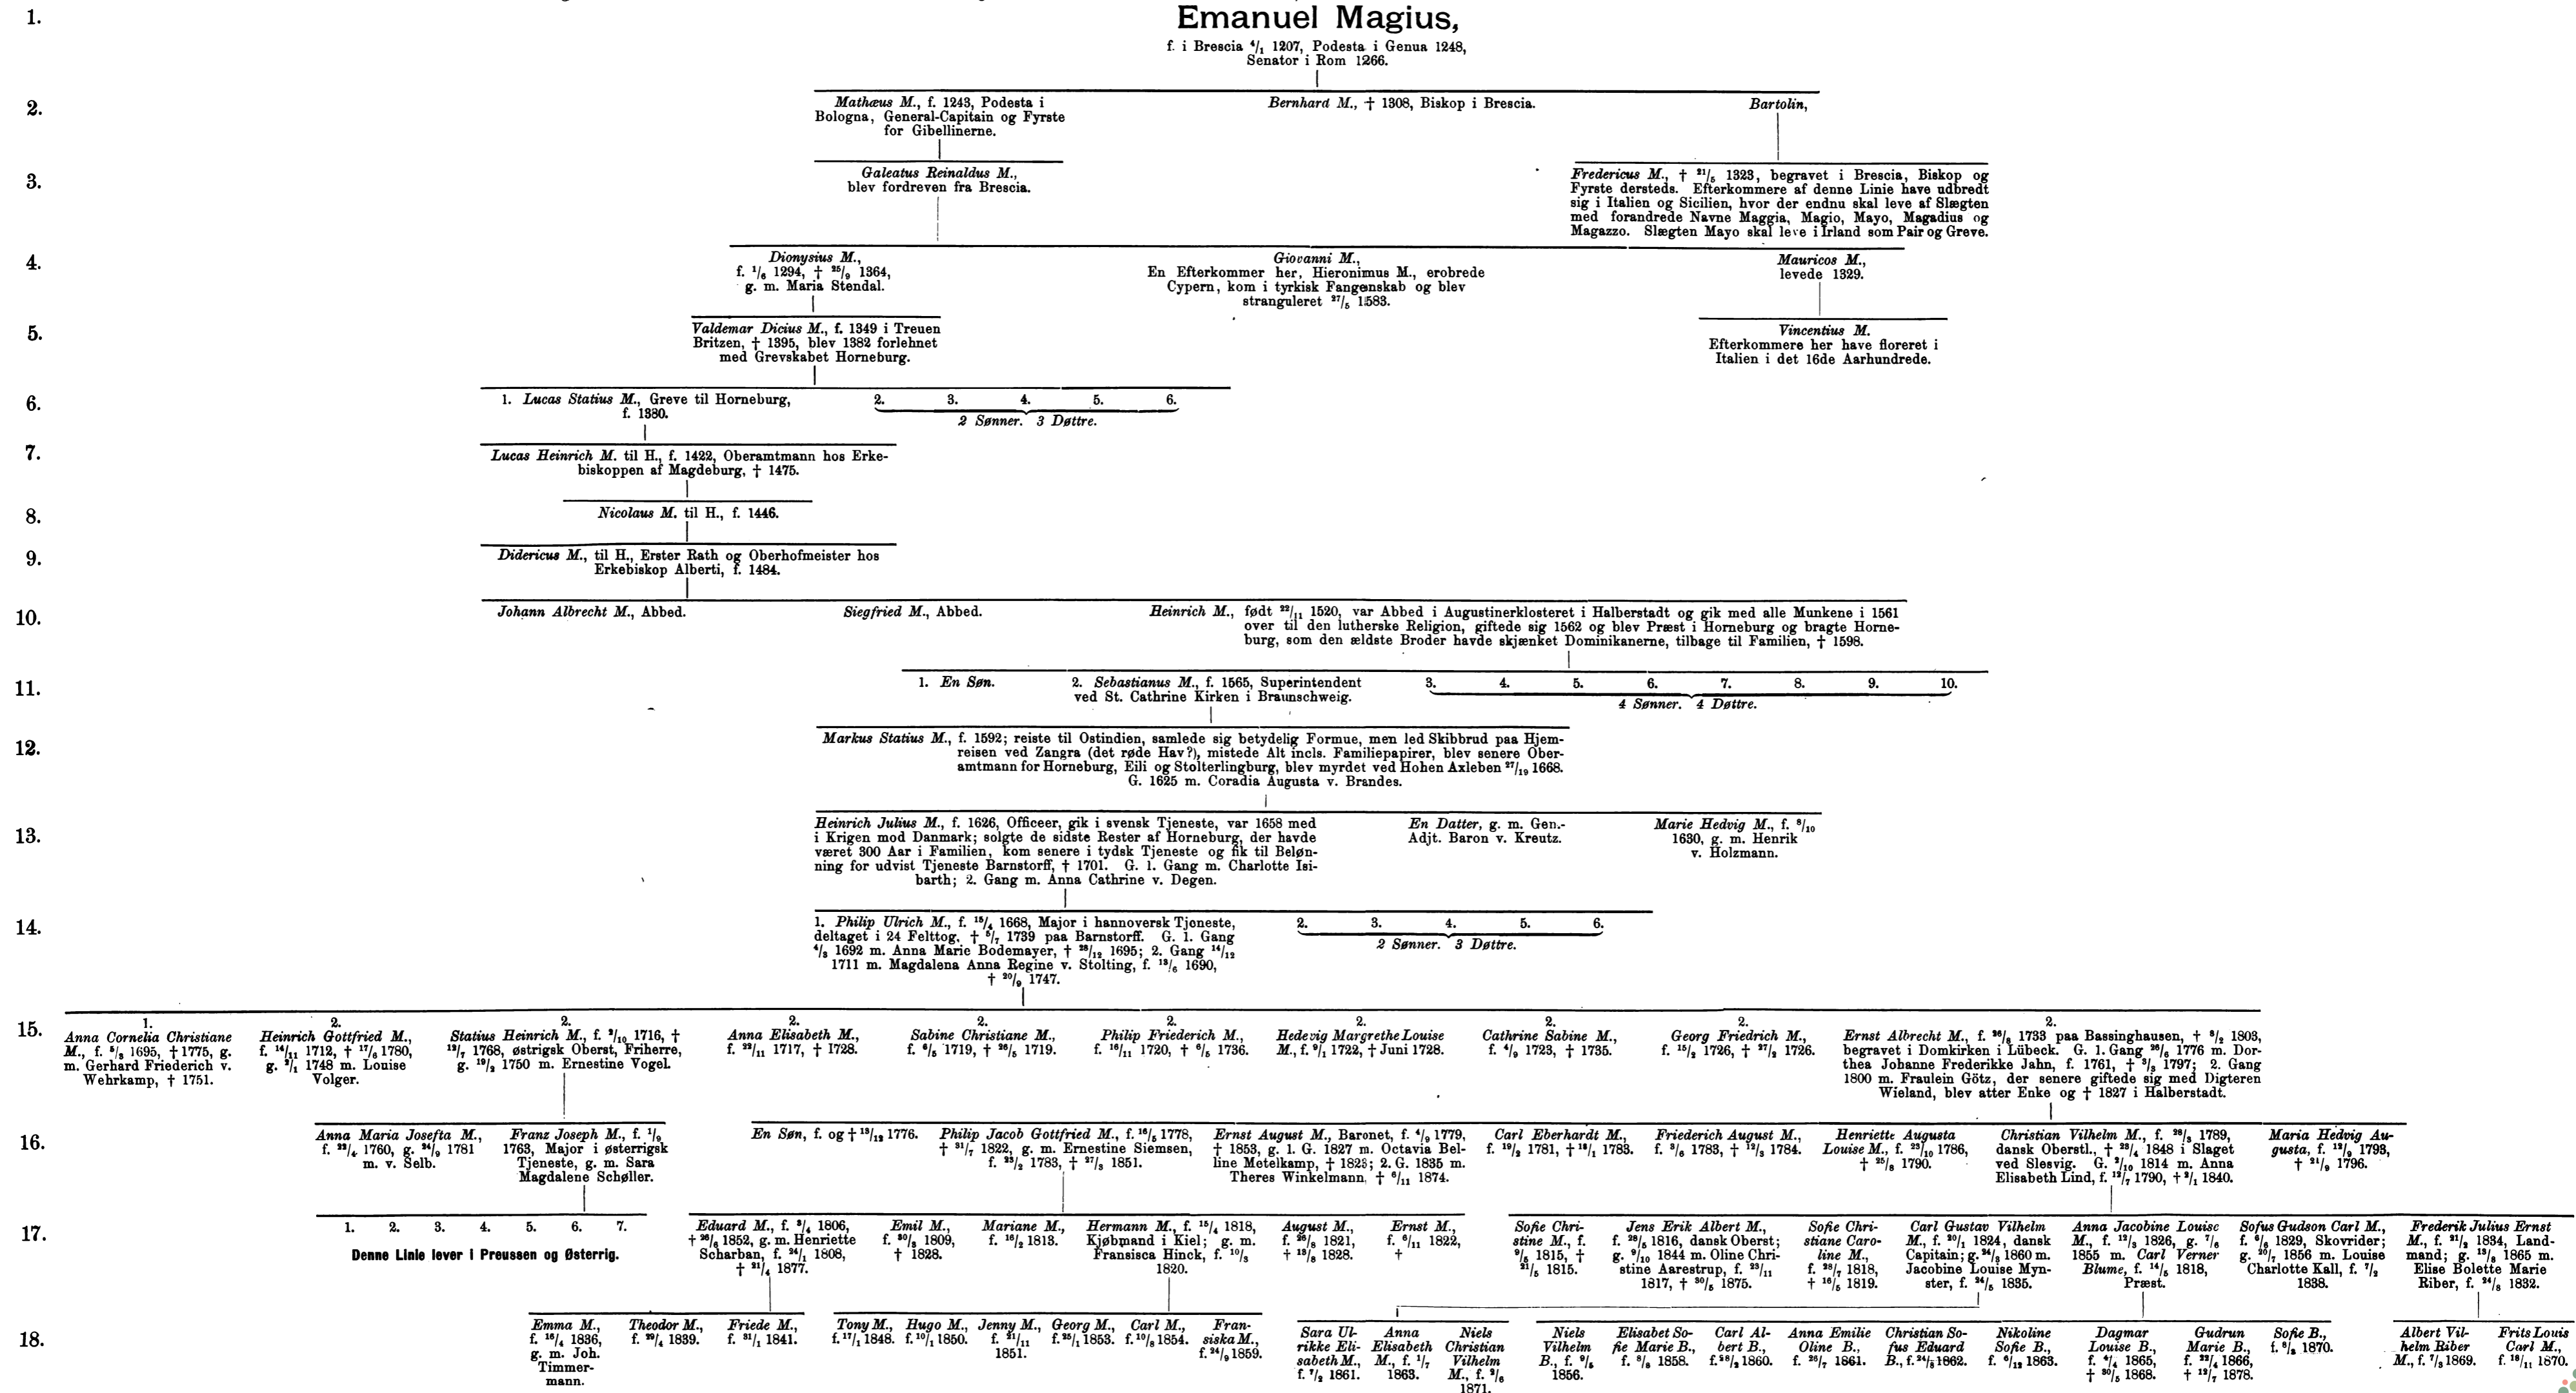 1.
Emanuel Magius,
f. i Brescia 4/1 1207, Podesta i Genua 1248,
Senator i Rom 1266.
2.
Mathæus M., f. 1243, Podesta i
Bologna, General-Capitain og Fyrste
for Gibellinerne.
Bernhard M., † 1308, Biskop i Brescia.
Bartolin,
3.
Galeatus Reinaldus M.,
blev fordreven fra Brescia.
Fredericus M., † 21/5 1323, begravet i Brescia, Biskop og
Fyrste dersteds. Efterkommere af denne Linie have udbredt
sig i Italien og Sicilien, hvor der endnu skal leve af Slægten
med forandrede Navne Maggia, Magio, Mayo, Magadius og
Magazzo. Slægten Mayo skal leve i Irland som Pair og Greve.
4.
Dionysius M.,
f. 1/6 1294, † 25/9 1364,
g. m. Maria Stendal.
Giovanni M.,
En Efterkommer her, Hieronimus M., erobrede
Cypern, kom i tyrkisk Fangenskab og blev
stranguleret 27/5 1583.
Mauricos M.,
levede 1329.
5.
Valdemar Dicius M., f. 1349 i Treuen
Britzen, † 1395, blev 1382 forlehnet
med Grevskabet Horneburg.
Vincentius M.
Efterkommere her have floreret i
Italien i det 16de Aarhundrede.
6.
1. Lucas Statius M., Greve til Horneburg,
f. 1380.
2. 3. 4. 5. 6.
2 Sønner. 3 Døttre.
7.
Lucas Heinrich M. til H., f. 1422, Oberamtmann hos Erke-
biskoppen af Magdeburg, † 1475.
8.
Nicolaus M. til H., f. 1446.
9.
Didericus M., til H., Erster Rath og Oberhofmeister hos
Erkebiskop Alberti, f. 1484.
10.
Johann Albrecht M., Abbed.
Siegfried M., Abbed.
Heinrich M., født 22/11 1520, var Abbed i Augustinerklosteret i Halberstadt og gik med alle Munkene i 1561
over til den lutherske Religion, giftede sig 1562 og blev Præst i Horneburg og bragte Horne-
burg, som den ældste Broder havde skjænket Dominikanerne, tilbage til Familien, † 1598.
11.
1. En Søn.
2. Sebastianus M., f. 1565, Superintendent
ved St. Cathrine Kirken i Braunschweig.
3. 4. 5. 6. 7. 8. 9. 10.
4 Sønner. 4 Døttre.
12.
Markus Statius M., f. 1592; reiste til Ostindien, samlede sig betydelig Formue, men led Skibbrud paa Hjem-
reisen ved Zangra (det røde Hav?), mistede Alt incls. Familiepapirer, blev senere Ober-
amtmann for Horneburg, Eili og Stolterlingburg, blev myrdet ved Hohen Axleben 27/19 1668.
G. 1625 m. Coradia Augusta v. Brandes.
13.
Heinrich Julius M., f. 1626, Officeer, gik i svensk Tjeneste, var 1658 med
i Krigen mod Danmark; solgte de sidste Rester af Horneburg, der havde
været 300 Aar i Familien, kom senere i tydsk Tjeneste og fik til Beløn-
ning for udvist Tjeneste Barnstorff, † 1701. G. 1. Gang m. Charlotte Isi-
barth; 2. Gang m. Anna Cathrine v. Degen.
En Datter, g. m. Gen.-
Adjt. Baron v. Kreutz.
Marie Hedvig M., f. 8/10
1630, g. m. Henrik
v. Holzmann.
14.
1. Philip Ulrich M., f. 15/4 1668, Major i hannoversk Tjeneste,
deltaget i 24 Felttog, † 5/7 1739 paa Barnstorff. G. 1. Gang
4/3 1692 m. Anna Marie Bodemayer, † 28/12 1695; 2. Gang 14/12
1711 m. Magdalena Anna Regine v. Stolting, f. 13/6 1690,
† 20/9 1747.
2. 3. 4. 5. 6.
2 Sønner. 3 Døttre.
15.
1.
Anna Cornelia Christiane
M., f. 5/3 1695, † 1775, g.
m. Gerhard Friederich v.
Wehrkamp, † 1751.
2.
Heinrich Gottfried M.,
f. 14/11 1712, † 17/6 1780,
g. 2/1 1748 m. Louise
Volger.
2.
Statius Heinrich M., f. 2/10 1716, †
12/7 1768, østrigsk Oberst, Friherre,
g. 19/2 1750 m. Ernestine Vogel.
2.
Anna Elisabeth M.,
f. 22/11 1717, † 1728.
2.
Sabine Christiane M.,
f. 6/5 1719, † 26/5 1719.
2.
Philip Friederich M.,
f. 16/11 1720, † 6/5 1736.
2.
Hedevig Margrethe Louise
M., f. 9/1 1722, † Juni 1728.
2.
Cathrine Sabine M.,
f. 4/9 1723, † 1735.
2.
Georg Friedrich M.,
f. 15/2 1726, † 27/2 1726.
2.
Ernst Albrecht M., f. 26/8 1733 paa Bassinghausen, † 8/2 1803,
begravet i Domkirken i Lübeck. G. 1. Gang 26/6 1776 m. Dor-
thea Johanne Frederikke Jahn, f. 1761, † 3/3 1797; 2. Gang
1800 m. Fraulein Götz, der senere giftede sig med Digteren
Wieland, blev atter Enke og † 1827 i Halberstadt.
16.
Anna Maria Josefta M.,
f. 22/4 1760, g. 24/9 1781
m. v. Selb.
Franz Joseph M., f. 1/9
1763, Major i østerrigsk
Tjeneste, g. m. Sara
Magdalene Schøller.
En Søn, f. og † 13/12 1776.
Philip Jacob Gottfried M., f. 16/5 1778,
† 31/7 1822, g. m. Ernestine Siemsen,
f. 23/2 1783, † 27/3 1851.
Ernst August M., Baronet, f. 4/9 1779,
† 1853, g. 1. G. 1827 m. Octavia Bel-
line Metelkamp, † 1828; 2. G. 1835 m.
Theres Winkelmann, † 6/11 1874.
Carl Eberhardt M.,
f. 19/2 1781, † 18/1 1783.
Friederich August M.,
f. 3/6 1783, † 12/3 1784.
Henriette Augusta
Louise M., f. 23/10 1786,
† 25/8 1790.
Christian Vilhelm M., f. 28/3 1789,
dansk Oberstl., † 23/4 1848 i Slaget
ved Slesvig. G. 2/10 1814 m. Anna
Elisabeth Lind, f. 12/7 1790, † 2/1 1840.
Maria Hedvig Au-
gusta, f. 12/9 1793,
† 21/9 1796.
17.
1. 2. 3. 4. 5. 6. 7.
Denne Linie lever i Preussen og Østerrig.
Eduard M., f. 3/4 1806,
† 26/6 1852, g. m. Henriette
Scharban, f. 24/1 1808,
† 21/4 1877.
Emil M.,
f. 30/3 1809,
† 1828.
Mariane M.,
f. 16/2 1813.
Hermann M., f. 15/4 1818,
Kjøbmand i Kiel; g. m.
Fransisca Hinck, f. 10/3
1820.
August M.,
f. 26/8 1821,
† 13/8 1828.
Ernst M.,
f. 6/11 1822,
†
Sofie Chri-
stine M., f.
9/5 1815, †
21/5 1815.
Jens Erik Albert M.,
f. 28/5 1816, dansk Oberst;
g. 9/10 1844 m. Oline Chri-
stine Aarestrup, f. 23/11
1817, † 30/5 1875.
Sofie Chri-
stiane Caro-
line M.,
f. 28/7 1818,
† 16/5 1819.
Carl Gustav Vilhelm
M., f. 20/1 1824, dansk
Capitain; g. 24/3 1860 m.
Jacobine Louise Myn-
ster, f. 24/5 1835.
Anna Jacobine Louise
M., f. 12/3 1826, g. 7/6
1855 m. Carl Verner
Blume, f. 14/5 1818,
Præst.
Sofus Gudson Carl M.,
f. 6/6 1829, Skovrider;
g. 20/7 1856 m. Louise
Charlotte Kall, f. 7/2
1838.
Frederik Julius Ernst
M., f. 21/2 1834, Land-
mand; g. 13/8 1865 m.
Elise Bolette Marie
Riber, f. 24/8 1832.
18.
Emma M.,
f. 16/4 1836,
g. m. Joh.
Timmer-
mann.
Theodor M.,
f. 29/4 1839.
Friede M.,
f. 31/1 1841.
Tony M.,
f. 17/1 1848.
Hugo M.,
f. 10/1 1850.
Jenny M.,
f. 21/11
1851.
Georg M.,
f. 25/1 1853.
Carl M.,
f. 10/8 1854.
Fran-
siska M.,
f. 24/9 1859.
Sara Ul-
rikke Eli-
sabeth M.,
f. 7/2 1861.
Anna
Elisabeth
M., f. 1/7
1863.
Niels
Christian
Vilhelm
M., f. 2/6
1871.
Niels
Vilhelm
B., f. 9/5
1856.
Elisabet So-
fie Marie B.,
f. 8/8 1858.
Carl Al-
bert B.,
f. 28/2 1860.
Anna Emilie
Oline B.,
f. 26/7 1861.
Christian So-
fus Eduard
B., f. 24/8 1862.
Nikoline
Sofie B.,
f. 6/12 1863.
Dagmar
Louise B.,
f. 4/4 1865,
† 30/5 1868.
Gudrun
Marie B.,
f. 22/4 1866,
† 12/7 1878.
Sofie B.,
f. 8/3 1870.
Albert Vil-
helm Riber
M., f. 7/3 1869.
Frits Louis
Carl M.,
f. 18/11 1870.